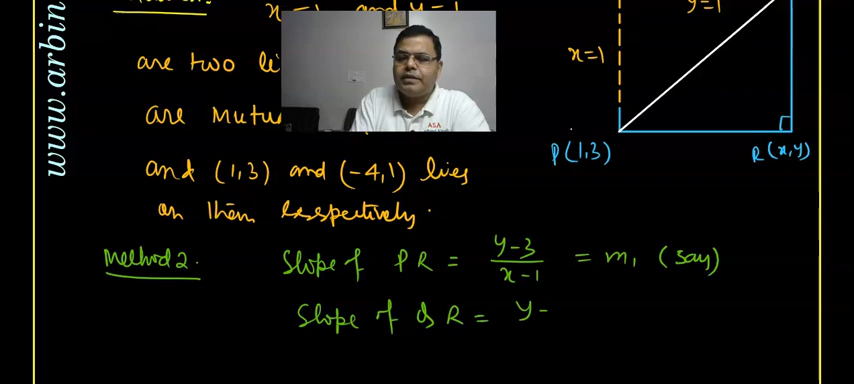 www.arbin
x=1 and y=1
are two li
are mutu
and (1,3) and (-4,1) lies
on them respectively.
y=1
x=1
P(1,3)
R(x,y)
ASA
Method 2. Slope of PR = \frac{y-3}{x-1} = m₁ (say)
Slope of QR = y-